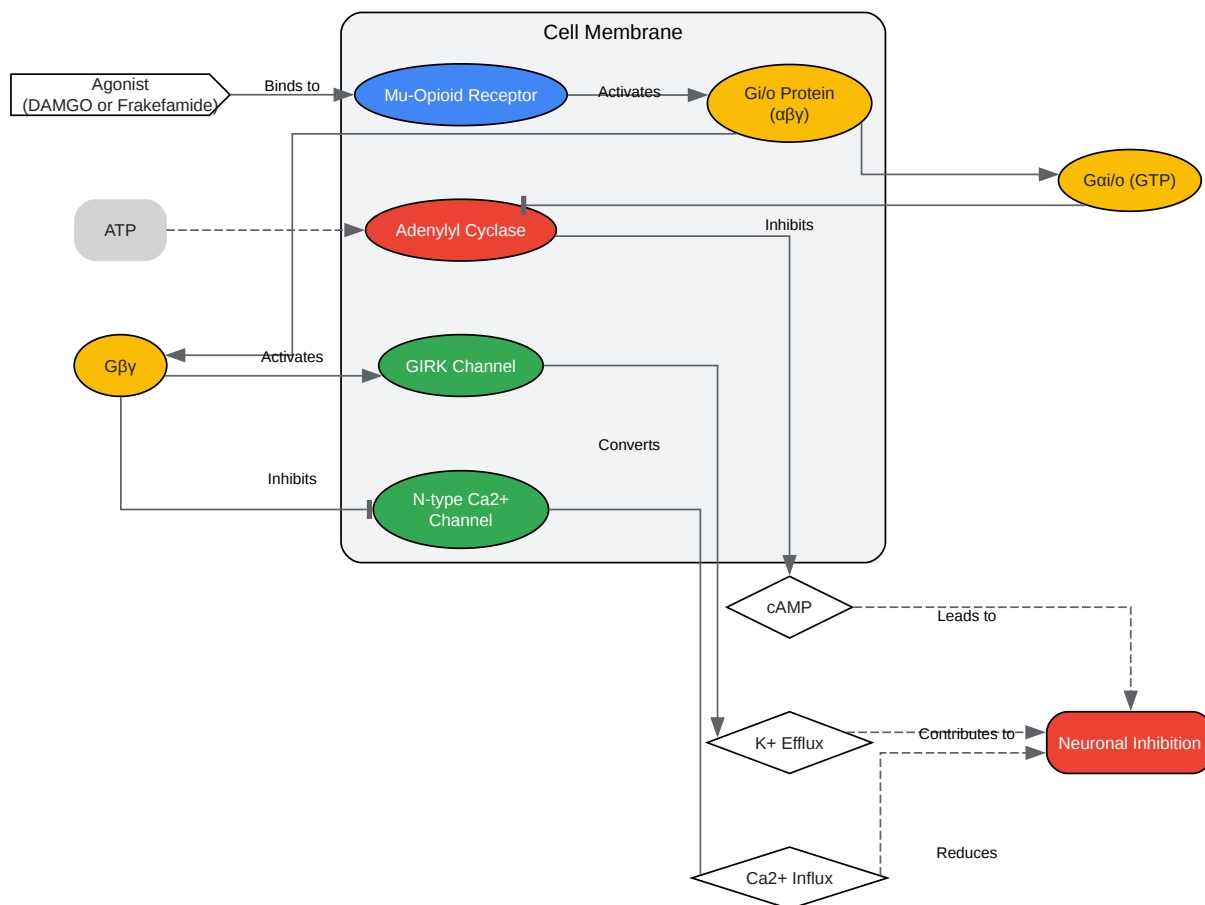 Cell Membrane
Agonist
(DAMGO or Frakefamide)
Binds to
Mu-Opioid Receptor
Activates
Gi/o Protein
(αβγ)
Gαi/o (GTP)
ATP
Adenylyl Cyclase
Inhibits
Gβγ
Activates
GIRK Channel
Converts
Inhibits
N-type Ca2+
Channel
cAMP
Leads to
K+ Efflux
Contributes to
Neuronal Inhibition
Reduces
Ca2+ Influx